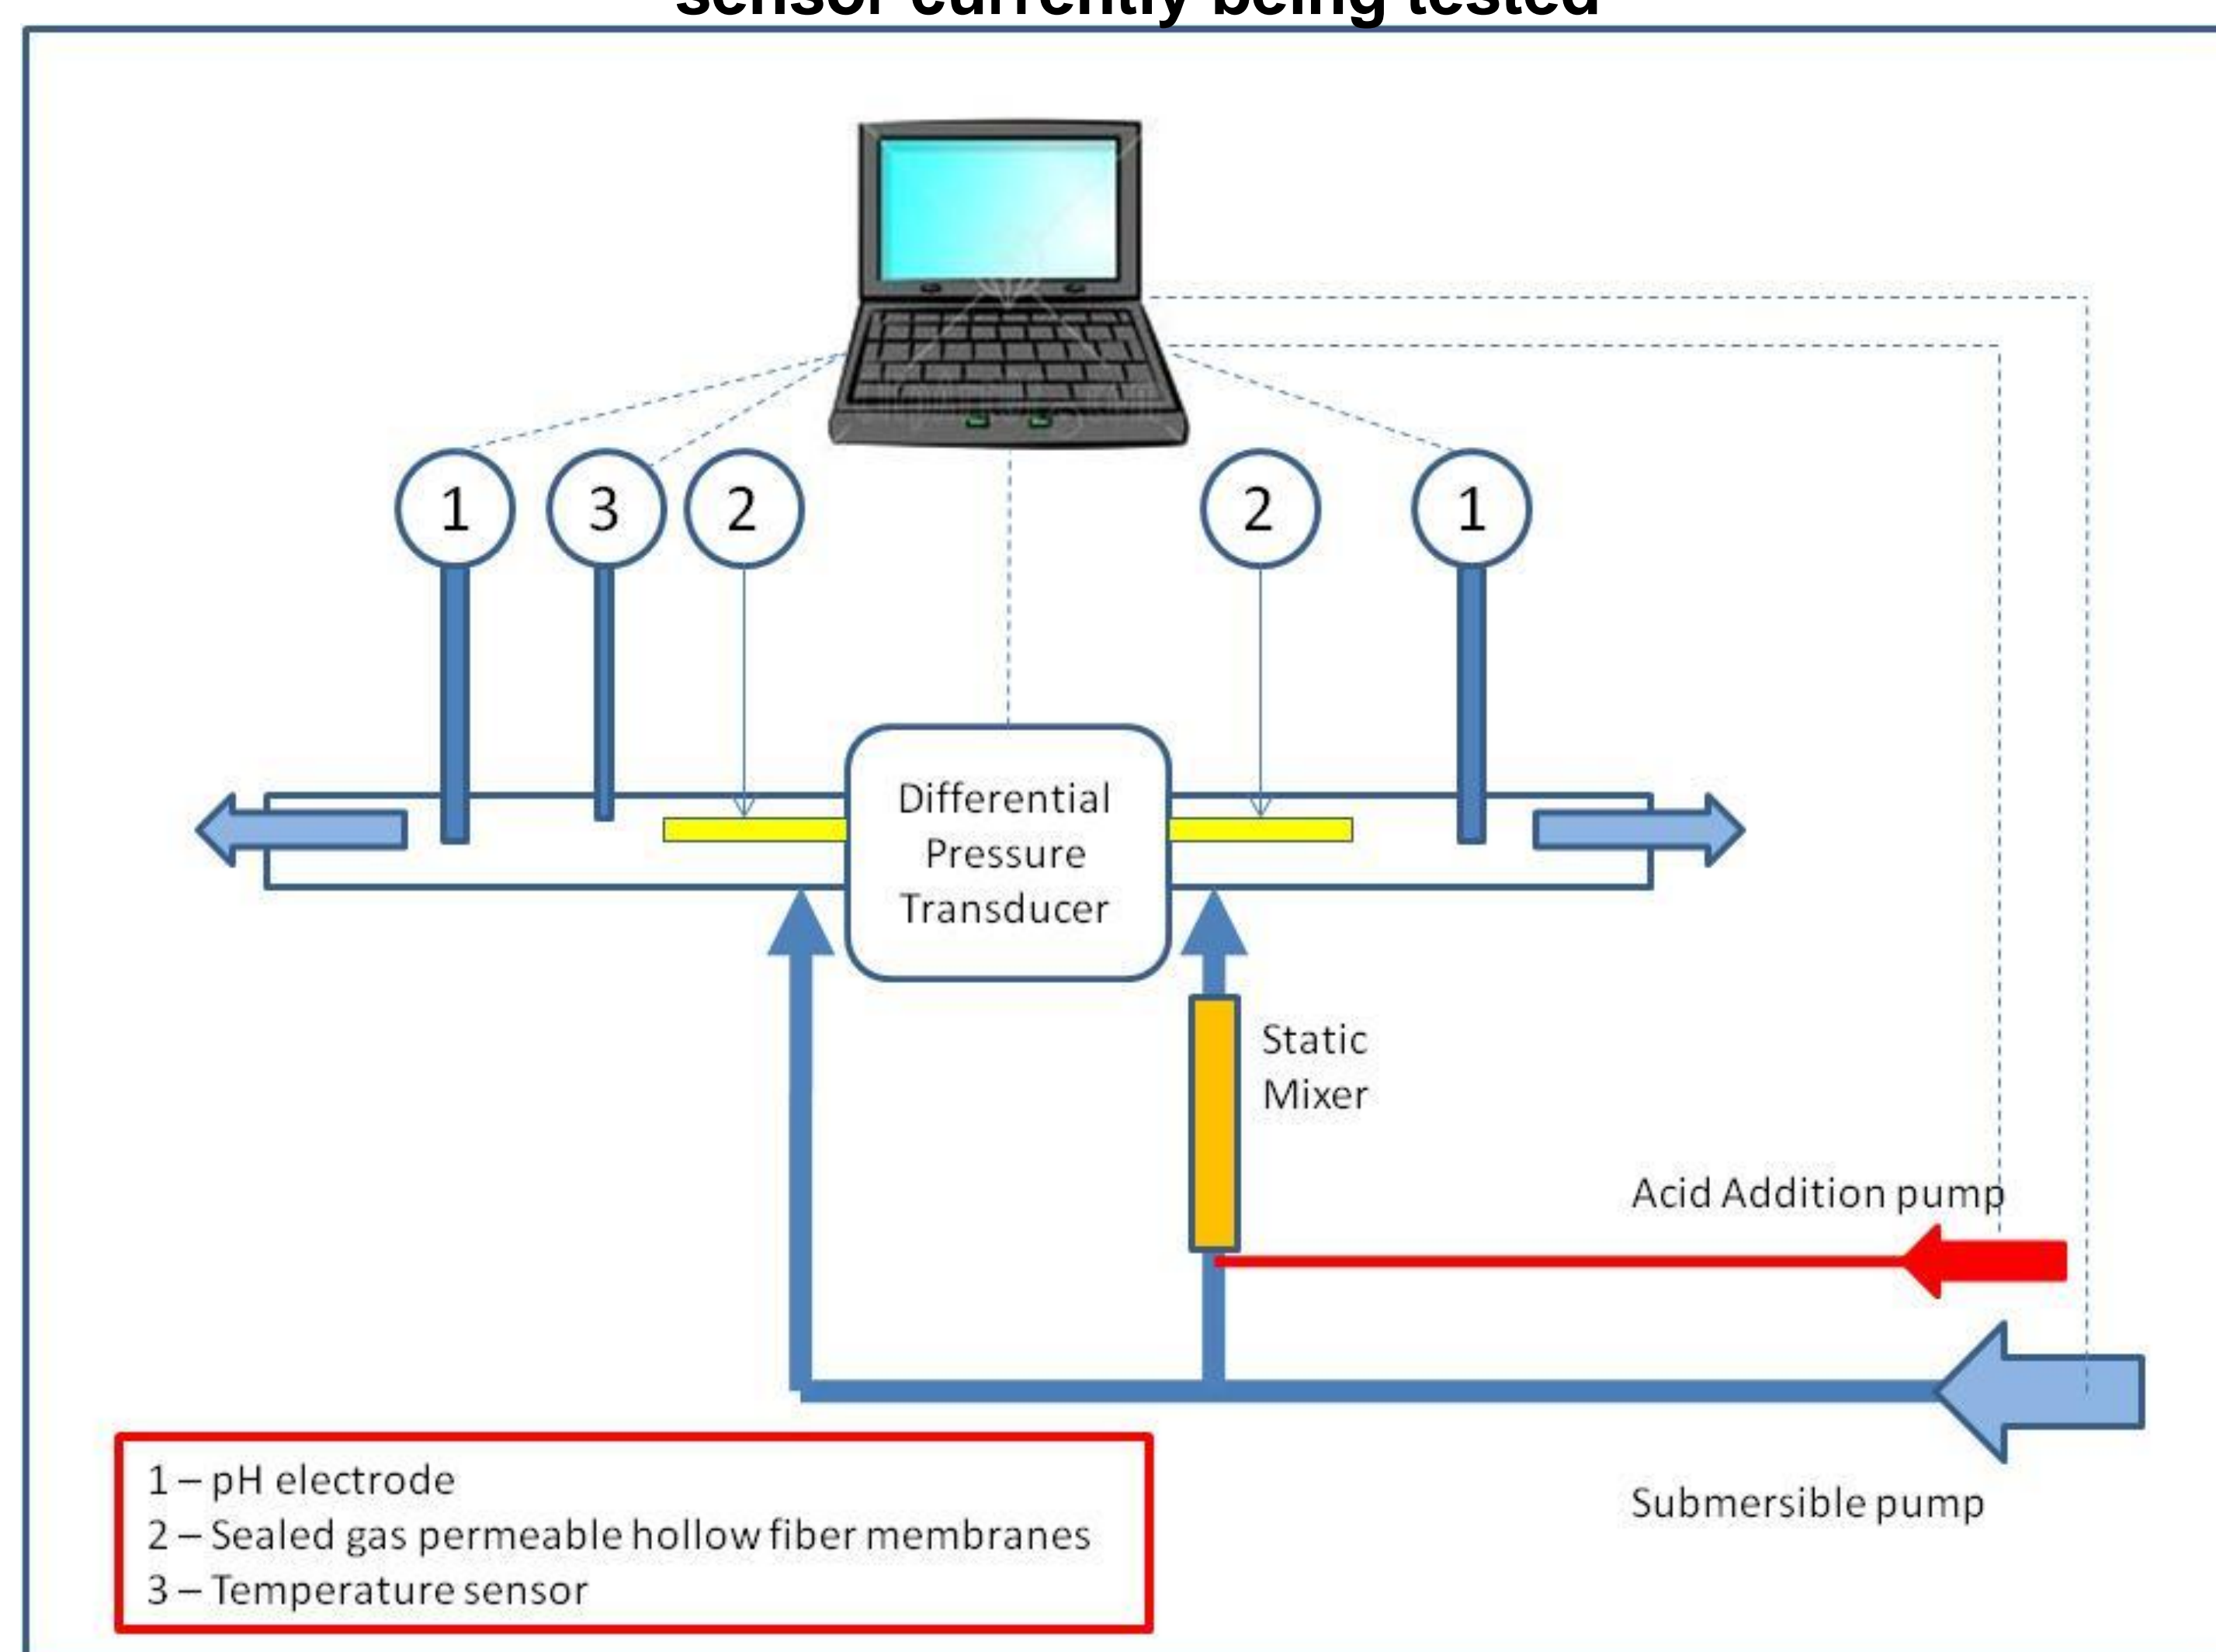 sensor currently being tested
1
3
2
2
1
Differential
Pressure
Transducer
Static
Mixer
Acid Addition pump
Submersible pump
1 – pH electrode
2 – Sealed gas permeable hollow fiber membranes
3 – Temperature sensor